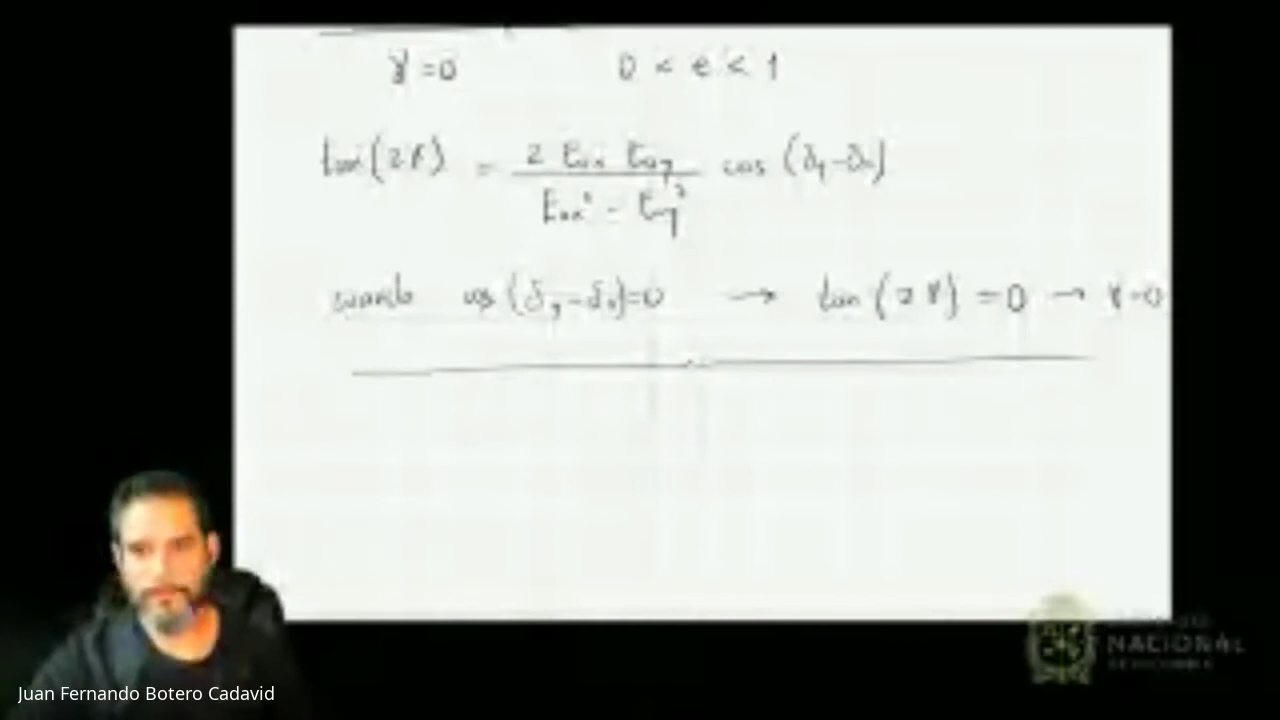 γ = 0 0 < e < 1
tan(2γ) = 2 E₀ₓ E₀ᵧ / E₀ₓ² - E₀ᵧ² cos (δᵧ - δₓ)
cuando cos (δᵧ - δₓ) = 0 → tan (2γ) = 0 → γ = 0
NACIONAL
Juan Fernando Botero Cadavid